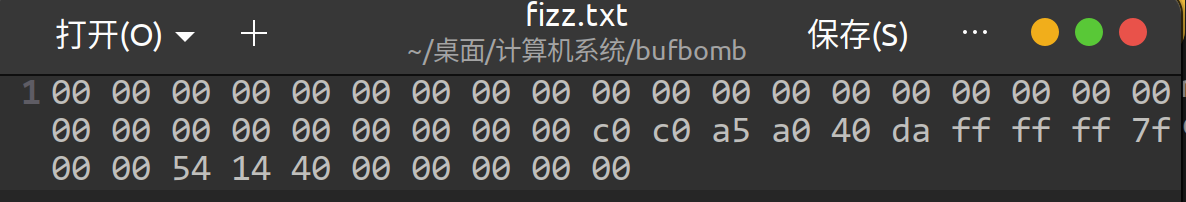 fizz.txt
打开(O)
~/桌面/计算机系统/bufbomb
保存(S)
1 00 00 00 00 00 00 00 00 00 00 00 00 00 00 00 00 00 00 00
00 00 00 00 00 00 00 00 00 c0 c0 a5 a0 40 da ff ff ff 7f
00 00 54 14 40 00 00 00 00 00